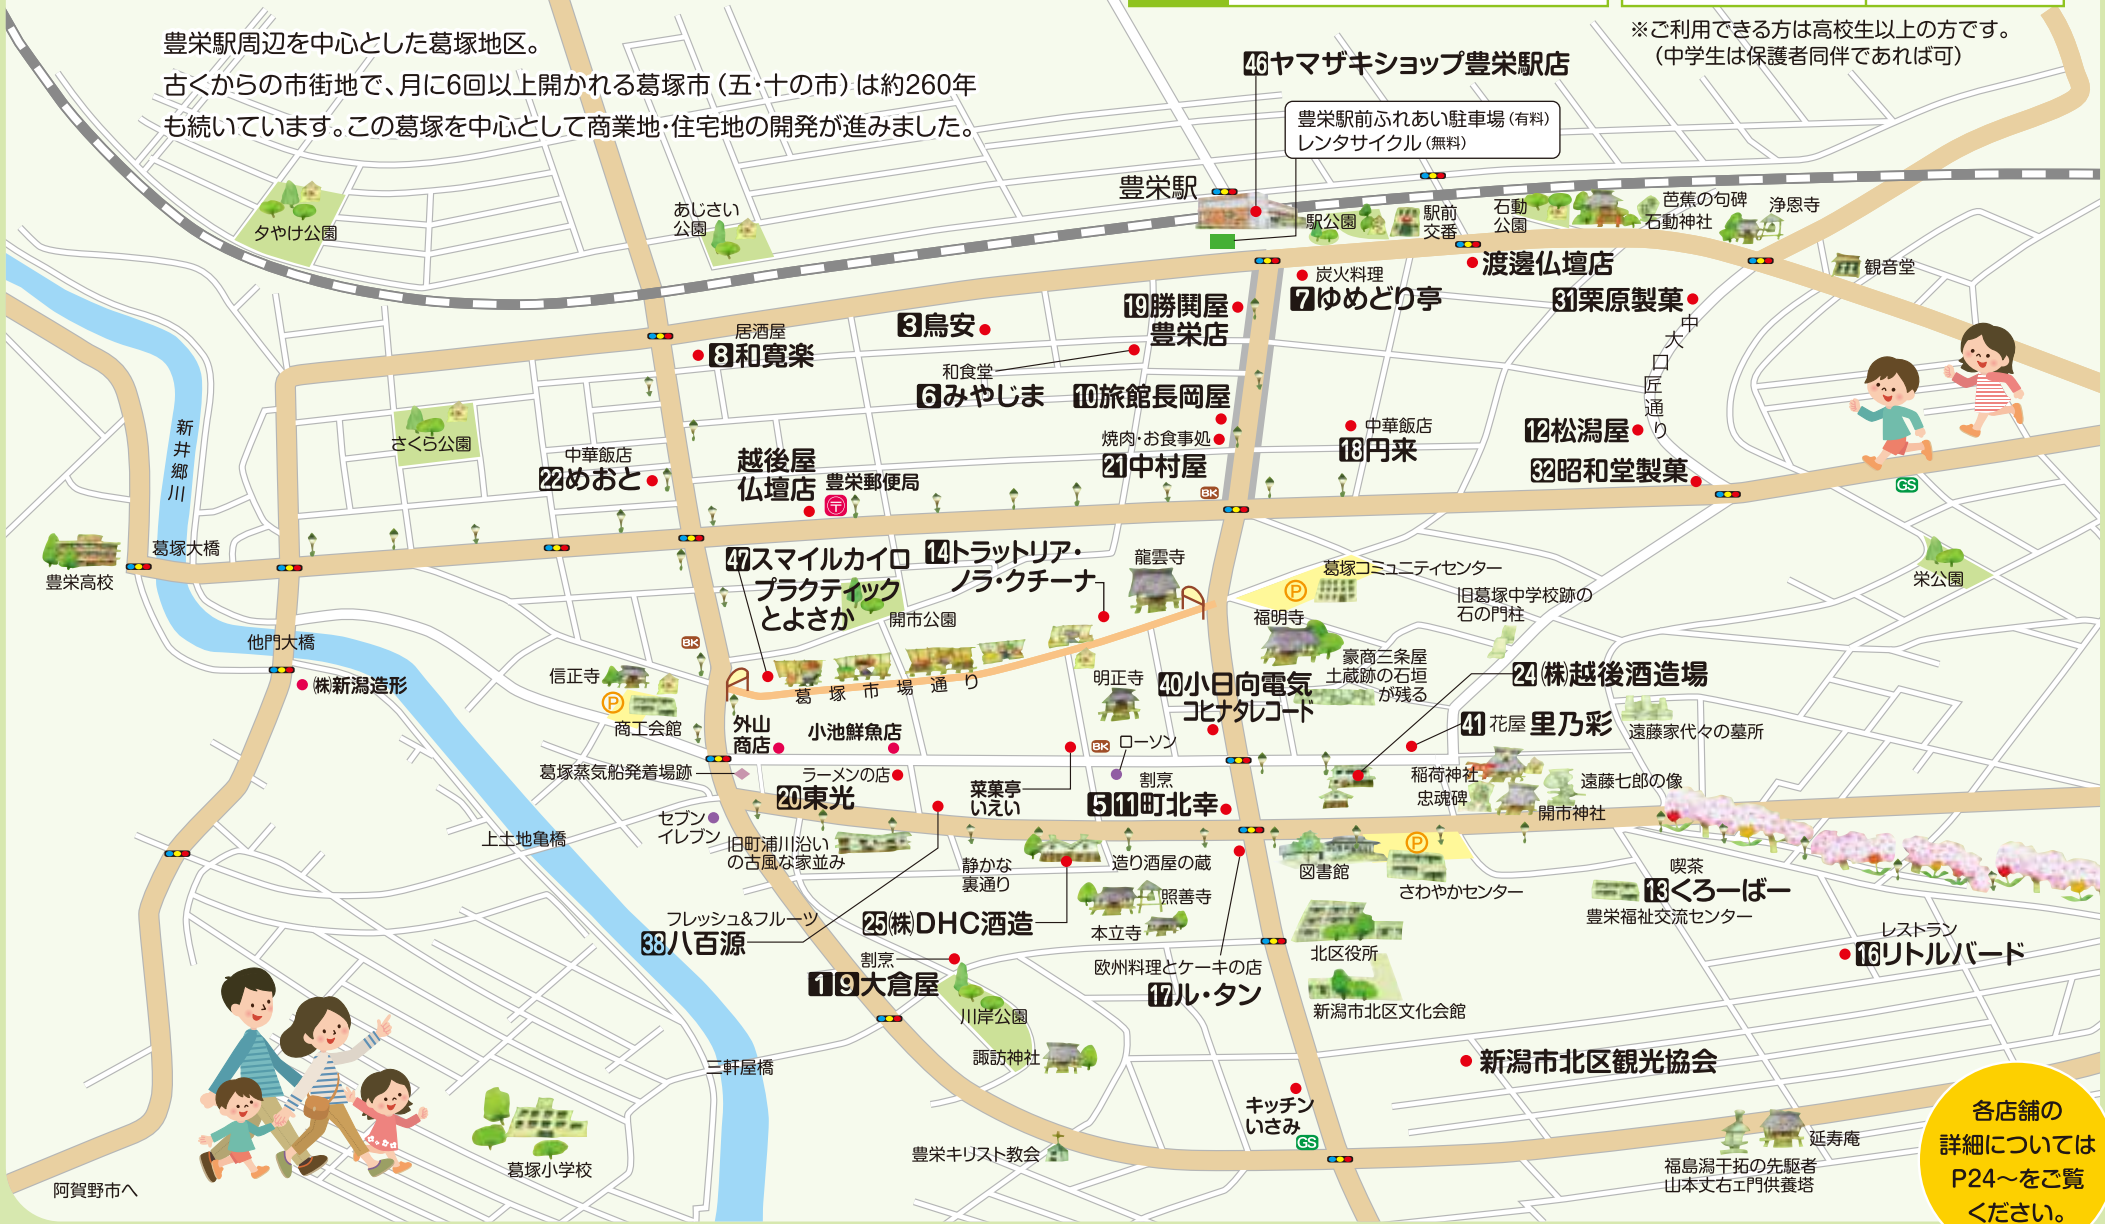 豊栄駅周辺を中心とした葛塚地区。
古くからの市街地で、月に6回以上開かれる葛塚市（五・十の市）は約260年
も続いています。この葛塚を中心として商業地・住宅地の開発が進みました。
※ご利用できる方は高校生以上の方です。
（中学生は保護者同伴であれば可）
46ヤマザキショップ豊栄駅店
豊栄駅前ふれあい駐車場（有料）
レンタサイクル（無料）
豊栄駅
夕やけ公園
あじさい
公園
駅公園
駅前
交番
石動
公園
芭蕉の句碑
石動神社
浄恩寺
観音堂
渡邉仏壇店
炭火料理
7ゆめどり亭
31栗原製菓
19勝鬨屋
豊栄店
3鳥安
居酒屋
8和寛楽
和食堂
6みやじま
10旅館長岡屋
中大口匠通り
さくら公園
新井郷川
中華飯店
22めおと
越後屋
仏壇店
豊栄郵便局
〒
焼肉・お食事処
21中村屋
BK
中華飯店
18円来
12松潟屋
32昭和堂製菓
GS
葛塚大橋
豊栄高校
47スマイルカイロ
プラクティック
とよさか
14トラットリア・
ノラ・クチーナ
開市公園
龍雲寺
葛塚コミュニティセンター
P
福明寺
旧葛塚中学校跡の
石の門柱
栄公園
他門大橋
㈱新潟造形
BK
信正寺
P
商工会館
葛塚市場通り
明正寺
40小日向電気
コヒナタレコード
豪商三条屋
土蔵跡の石垣
が残る
24㈱越後酒造場
41花屋 里乃彩
遠藤家代々の墓所
外山
商店
小池鮮魚店
葛塚蒸気船発着場跡
ラーメンの店
20東光
菜菓亭
いえい
BK
ローソン
割烹
5 11町北幸
稲荷神社
忠魂碑
遠藤七郎の像
開市神社
上土地亀橋
セブン
イレブン
旧町浦川沿い
の古風な家並み
静かな
裏通り
造り酒屋の蔵
図書館
P
さわやかセンター
喫茶
13くろーばー
豊栄福祉交流センター
フレッシュ&フルーツ
38八百源
25㈱DHC酒造
照善寺
本立寺
北区役所
レストラン
16リトルバード
割烹
1 9大倉屋
川岸公園
欧州料理とケーキの店
17ル・タン
新潟市北区文化会館
諏訪神社
三軒屋橋
新潟市北区観光協会
キッチン
いさみ
GS
豊栄キリスト教会
葛塚小学校
阿賀野市へ
延寿庵
福島潟干拓の先駆者
山本丈右ェ門供養塔
各店舗の
詳細については
P24〜をご覧
ください。